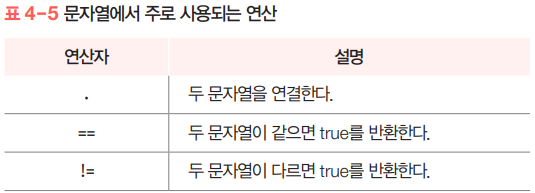 표 4-5 문자열에서 주로 사용되는 연산
연산자 설명
. 두 문자열을 연결한다.
== 두 문자열이 같으면 true를 반환한다.
!= 두 문자열이 다르면 true를 반환한다.